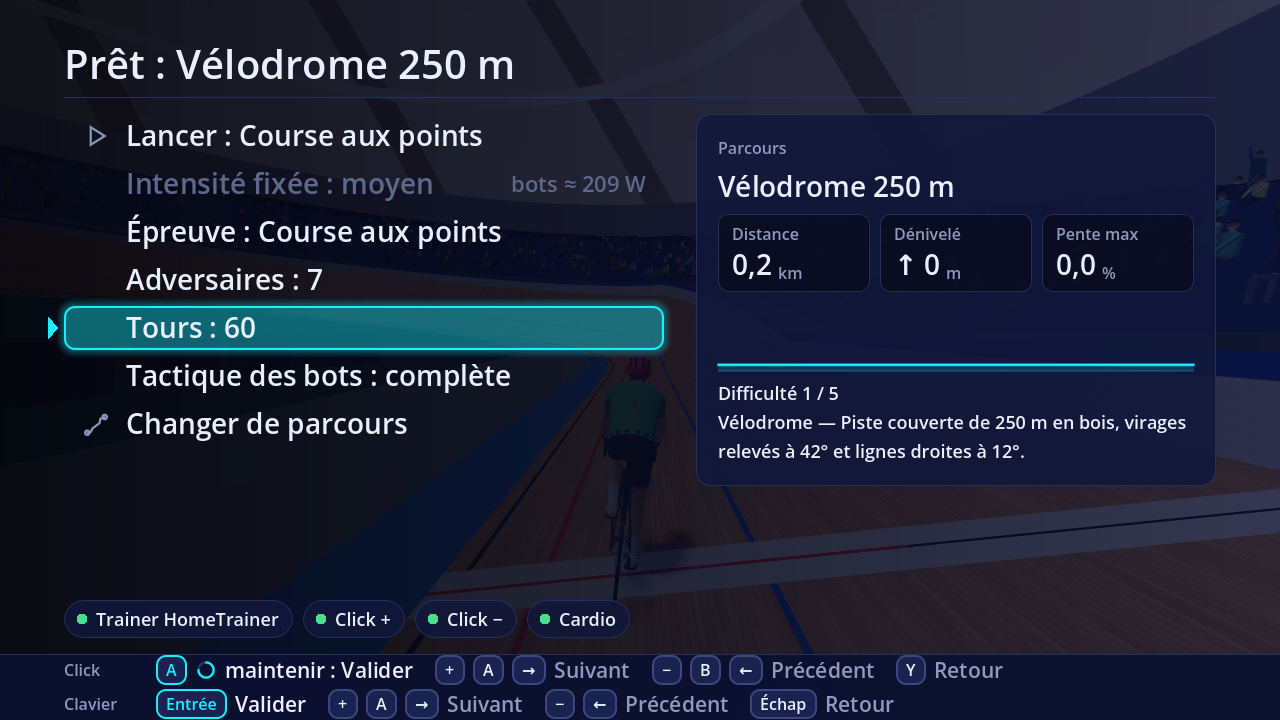 Prêt : Vélodrome 250 m
Lancer : Course aux points
Intensité fixée : moyen bots ≈ 209 W
Épreuve : Course aux points
Adversaires : 7
Tours : 60
Tactique des bots : complète
Changer de parcours
Parcours
Vélodrome 250 m
Distance
0,2 km
Dénivelé
↑ 0 m
Pente max
0,0 %
Difficulté 1 / 5
Vélodrome — Piste couverte de 250 m en bois, virages
relevés à 42° et lignes droites à 12°.
Trainer HomeTrainer Click + Click − Cardio
Click A maintenir : Valider + A → Suivant − B ← Précédent Y Retour
Clavier Entrée Valider + A → Suivant − ← Précédent Échap Retour